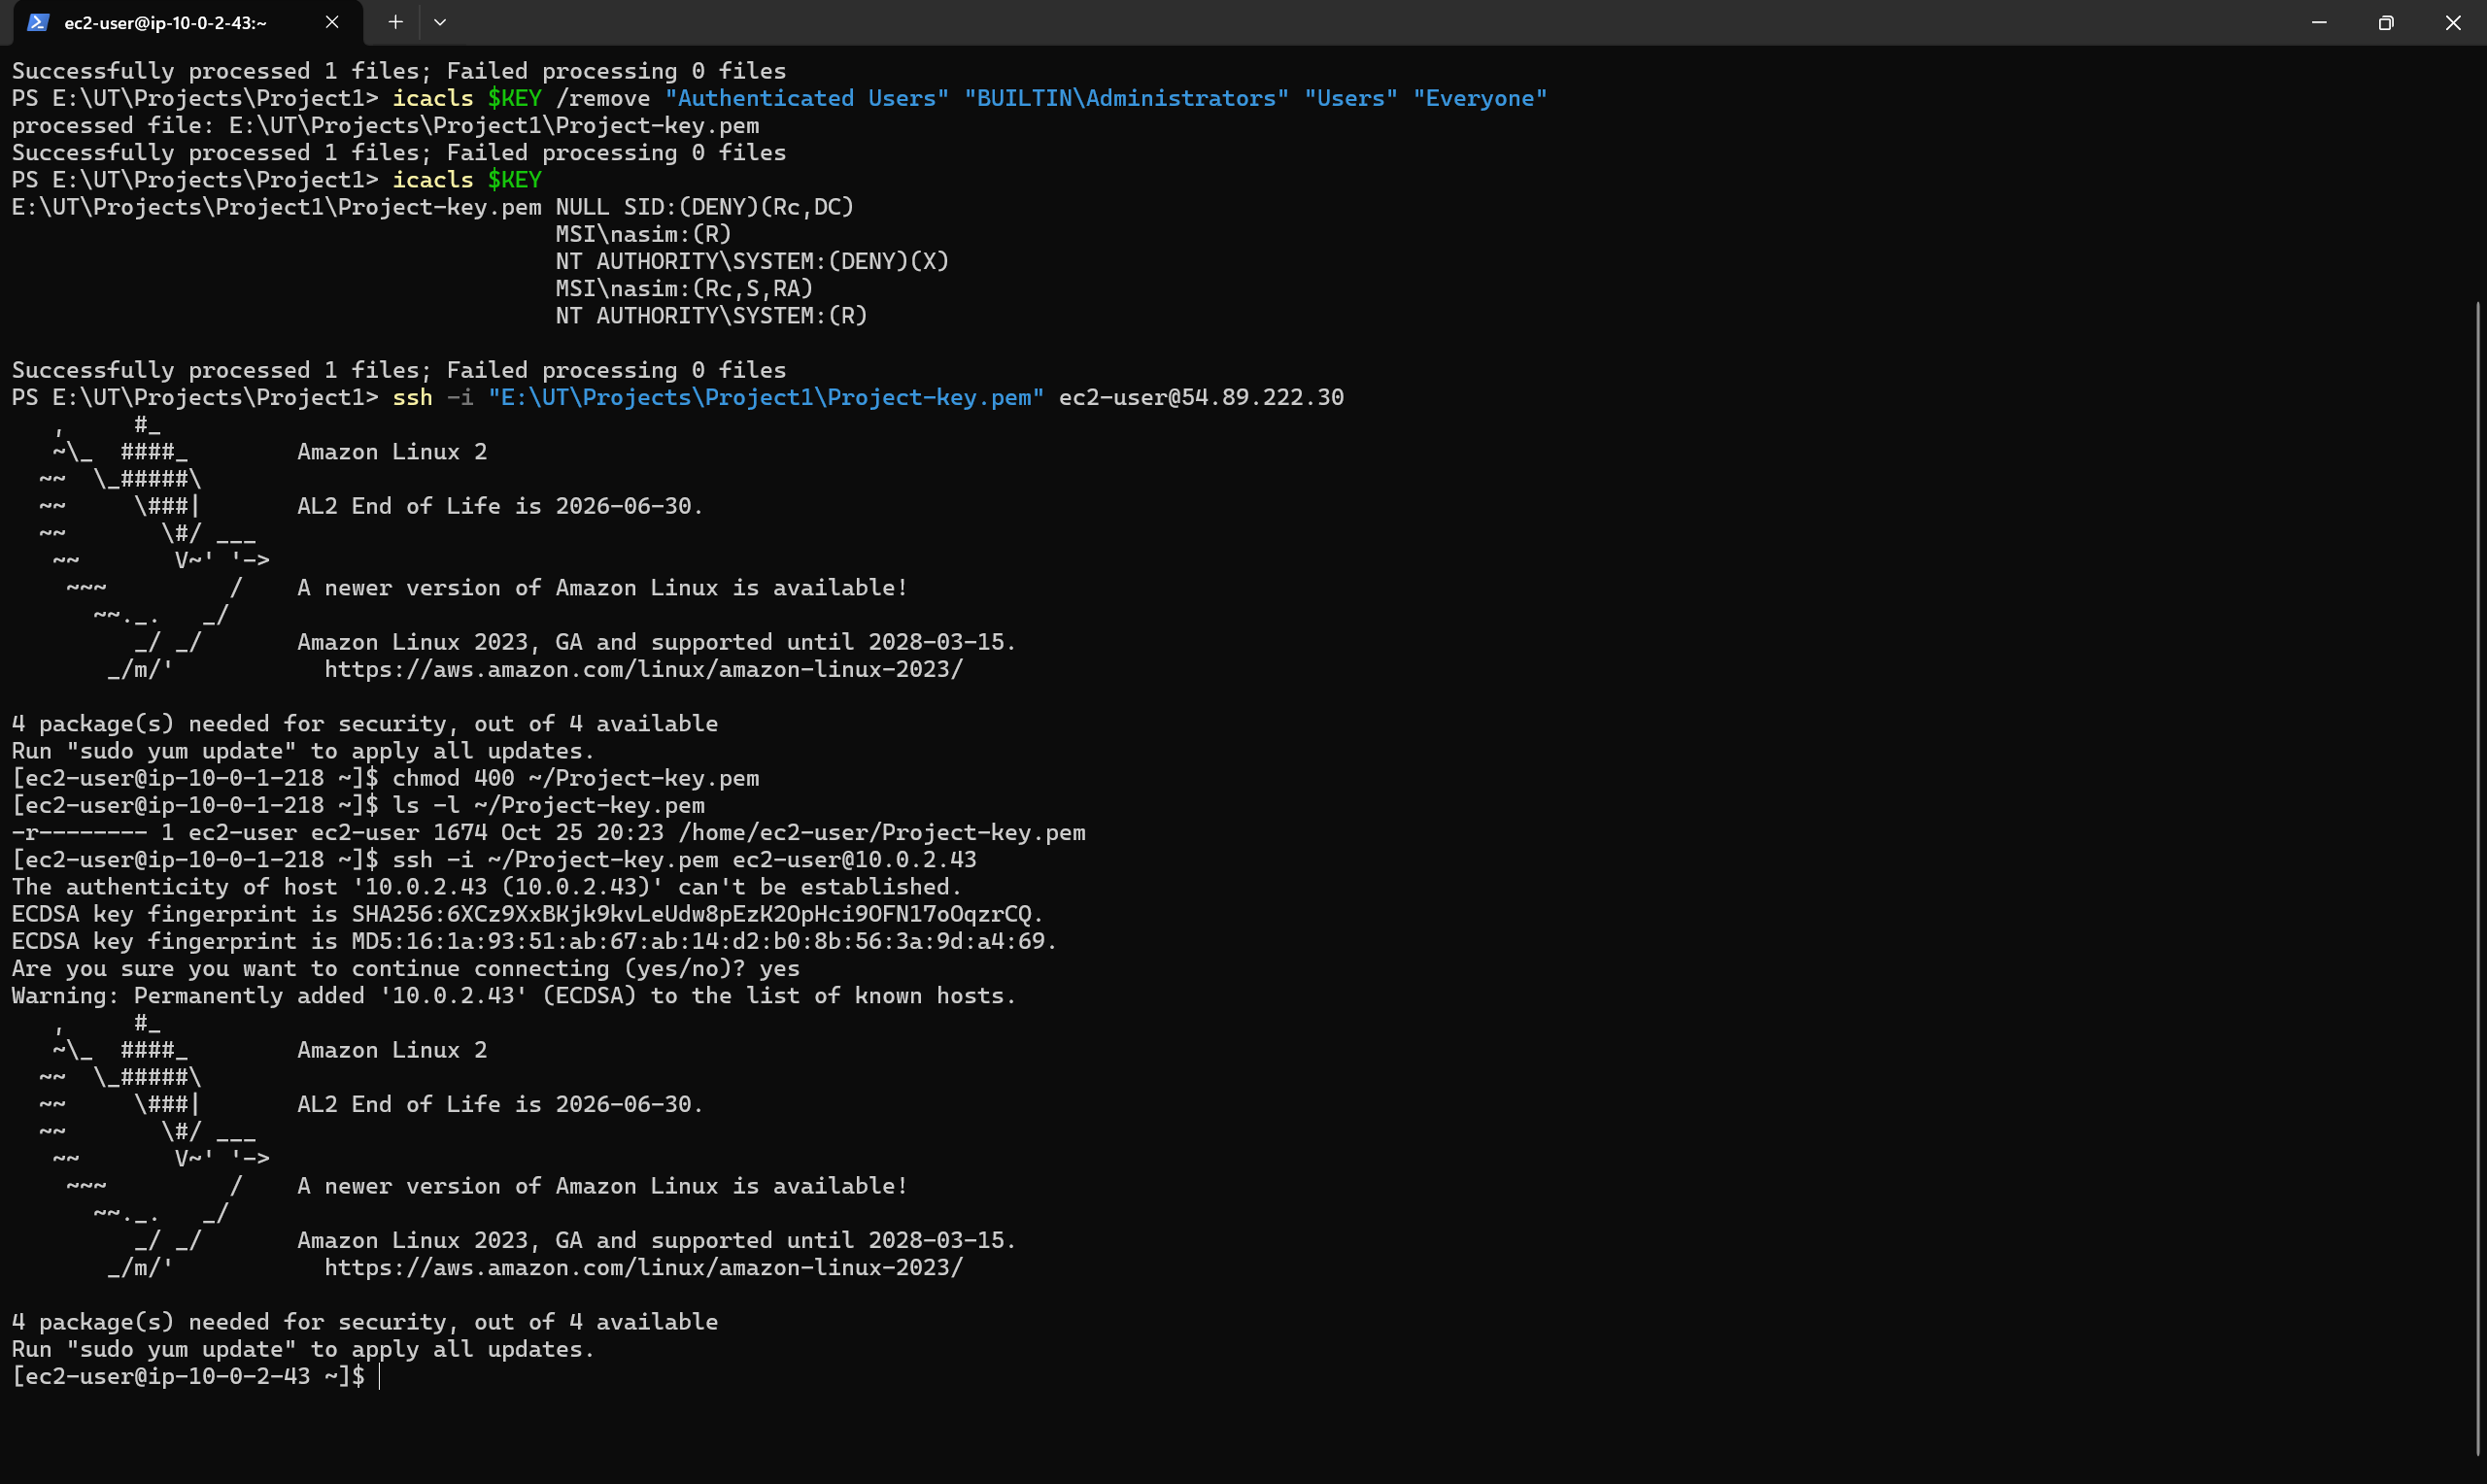 ec2-user@ip-10-0-2-43:~
Successfully processed 1 files; Failed processing 0 files
PS E:\UT\Projects\Project1> icacls $KEY /remove "Authenticated Users" "BUILTIN\Administrators" "Users" "Everyone"
processed file: E:\UT\Projects\Project1\Project-key.pem
Successfully processed 1 files; Failed processing 0 files
PS E:\UT\Projects\Project1> icacls $KEY
E:\UT\Projects\Project1\Project-key.pem NULL SID:(DENY)(Rc,DC)
                                        MSI\nasim:(R)
                                        NT AUTHORITY\SYSTEM:(DENY)(X)
                                        MSI\nasim:(Rc,S,RA)
                                        NT AUTHORITY\SYSTEM:(R)

Successfully processed 1 files; Failed processing 0 files
PS E:\UT\Projects\Project1> ssh -i "E:\UT\Projects\Project1\Project-key.pem" ec2-user@54.89.222.30
   ,     #_
   ~\_  ####_        Amazon Linux 2
  ~~  \_#####\
  ~~     \###|       AL2 End of Life is 2026-06-30.
  ~~       \#/ ___
   ~~       V~' '->
    ~~~         /    A newer version of Amazon Linux is available!
      ~~._.   _/
         _/ _/       Amazon Linux 2023, GA and supported until 2028-03-15.
       _/m/'           https://aws.amazon.com/linux/amazon-linux-2023/

4 package(s) needed for security, out of 4 available
Run "sudo yum update" to apply all updates.
[ec2-user@ip-10-0-1-218 ~]$ chmod 400 ~/Project-key.pem
[ec2-user@ip-10-0-1-218 ~]$ ls -l ~/Project-key.pem
-r-------- 1 ec2-user ec2-user 1674 Oct 25 20:23 /home/ec2-user/Project-key.pem
[ec2-user@ip-10-0-1-218 ~]$ ssh -i ~/Project-key.pem ec2-user@10.0.2.43
The authenticity of host '10.0.2.43 (10.0.2.43)' can't be established.
ECDSA key fingerprint is SHA256:6XCz9XxBKjk9kvLeUdw8pEzK2OpHci9OFN17oOqzrCQ.
ECDSA key fingerprint is MD5:16:1a:93:51:ab:67:ab:14:d2:b0:8b:56:3a:9d:a4:69.
Are you sure you want to continue connecting (yes/no)? yes
Warning: Permanently added '10.0.2.43' (ECDSA) to the list of known hosts.
   ,     #_
   ~\_  ####_        Amazon Linux 2
  ~~  \_#####\
  ~~     \###|       AL2 End of Life is 2026-06-30.
  ~~       \#/ ___
   ~~       V~' '->
    ~~~         /    A newer version of Amazon Linux is available!
      ~~._.   _/
         _/ _/       Amazon Linux 2023, GA and supported until 2028-03-15.
       _/m/'           https://aws.amazon.com/linux/amazon-linux-2023/

4 package(s) needed for security, out of 4 available
Run "sudo yum update" to apply all updates.
[ec2-user@ip-10-0-2-43 ~]$